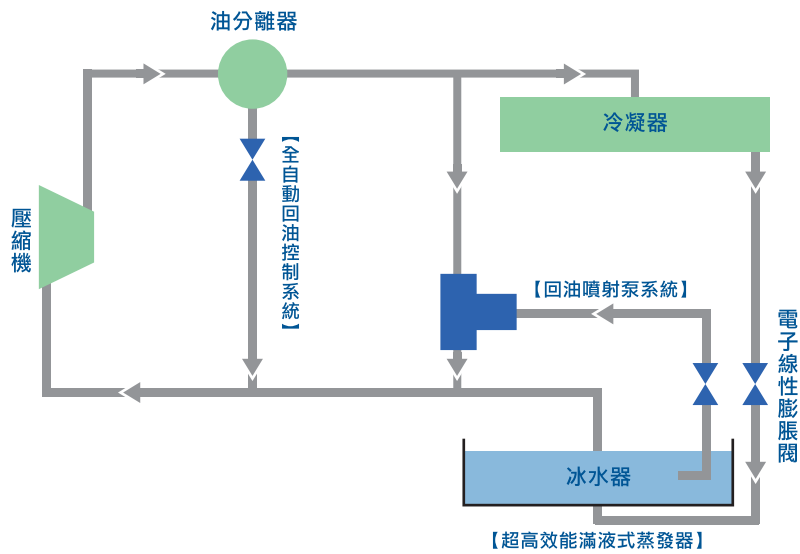 油分離器
冷凝器
【全自動回油控制系統】
壓縮機
【回油噴射泵系統】
電子線性膨脹閥
冰水器
【超高效能滿液式蒸發器】